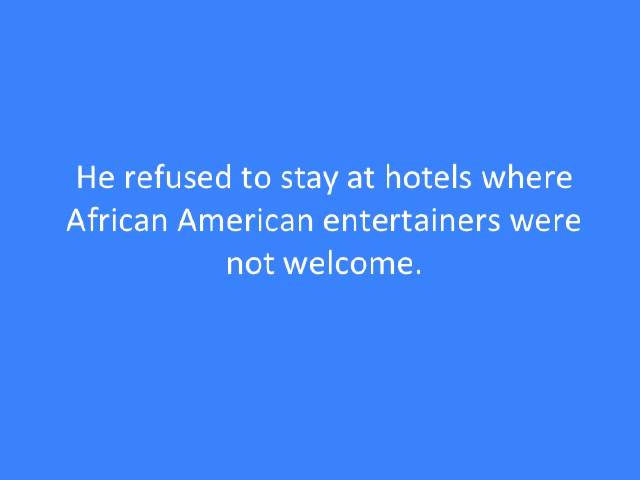 He refused to stay at hotels where
African American entertainers were
not welcome.